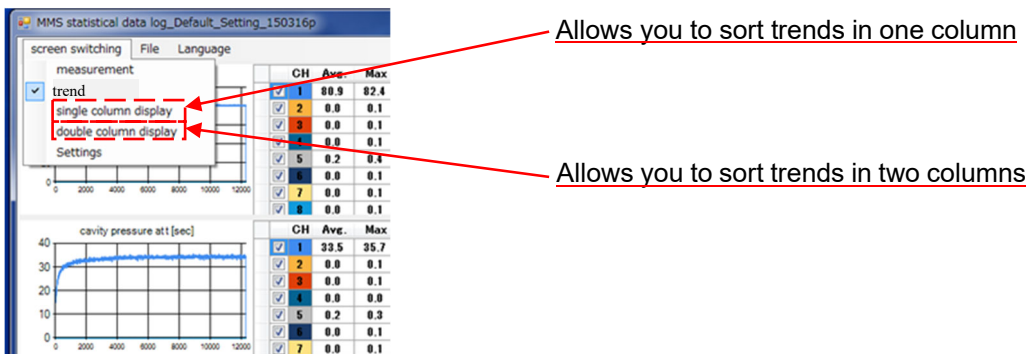 MMS statistical data log_Default_Setting_150316p
screen switching File Language
measurement
trend
single column display
double column display
Settings
Allows you to sort trends in one column
Allows you to sort trends in two columns
CH Avg. Max
1 80.9 82.4
2 0.0 0.1
3 0.0 0.1
4 0.0 0.1
5 0.2 0.4
6 0.0 0.1
7 0.0 0.1
8 0.0 0.1
0
0 2000 4000 6000 8000 10000 12000
cavity pressure att [sec]
40
30
20
10
0
0 2000 4000 6000 8000 10000 12000
CH Avg. Max
1 33.5 35.7
2 0.0 0.1
3 0.0 0.1
4 0.0 0.0
5 0.2 0.3
6 0.0 0.1
7 0.0 0.1